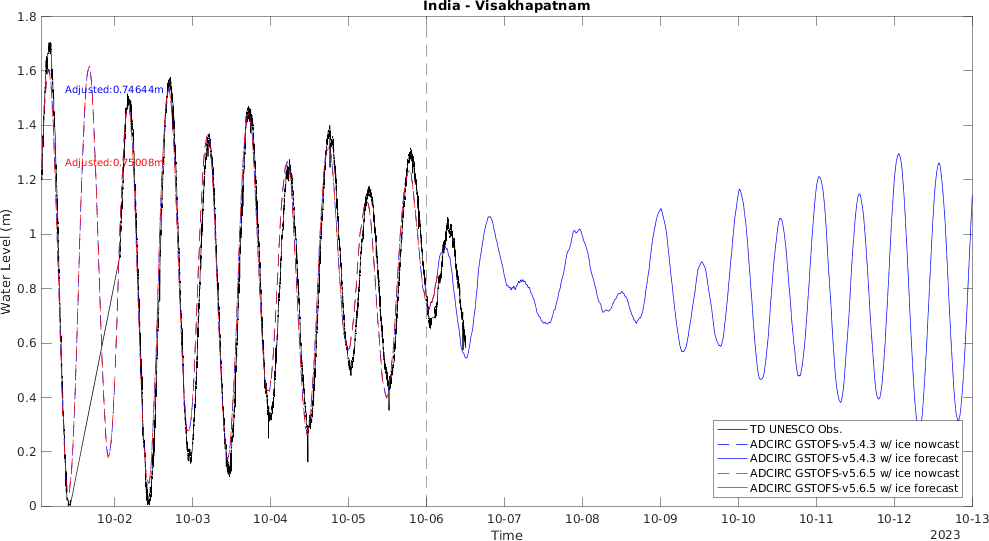 India - Visakhapatnam
1.8
1.6
1.4
1.2
1
0.8
0.6
0.4
0.2
0
Water Level (m)
Adjusted:0.74644m
Adjusted:0.75008m
TD UNESCO Obs.
ADCIRC GSTOFS-v5.4.3 w/ ice nowcast
ADCIRC GSTOFS-v5.4.3 w/ ice forecast
ADCIRC GSTOFS-v5.6.5 w/ ice nowcast
ADCIRC GSTOFS-v5.6.5 w/ ice forecast
10-02 10-03 10-04 10-05 10-06 10-07 10-08 10-09 10-10 10-11 10-12 10-13
Time
2023